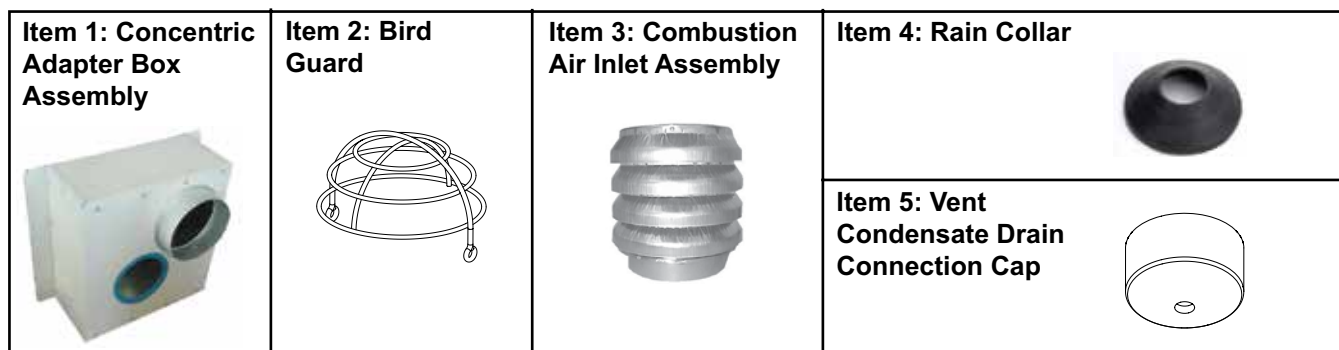 Item 1: Concentric
Adapter Box
Assembly
Item 2: Bird
Guard
Item 3: Combustion
Air Inlet Assembly
Item 4: Rain Collar
Item 5: Vent
Condensate Drain
Connection Cap